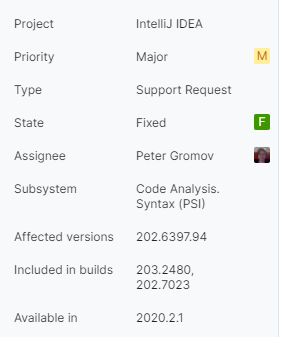 Project IntelliJ IDEA
Priority Major M
Type Support Request
State Fixed F
Assignee Peter Gromov
Subsystem Code Analysis.
Syntax (PSI)
Affected versions 202.6397.94
Included in builds 203.2480,
202.7023
Available in 2020.2.1